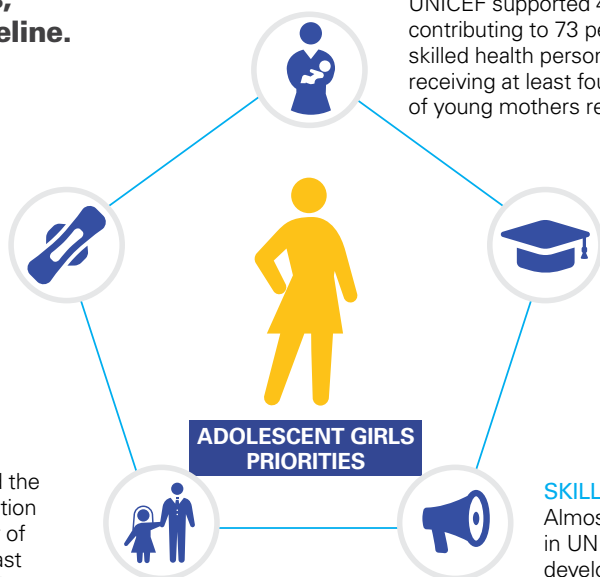 eline.
UNICEF supported 4
contributing to 73 pe
skilled health person
receiving at least fou
of young mothers re
ADOLESCENT GIRLS
PRIORITIES
l the
tion
of
ast
SKILL
Almos
in UN
develo